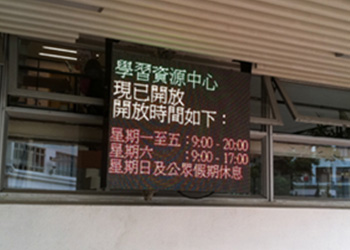 學習資源中心
現已開放
開放時間如下：
星期一至五：9:00 - 20:00
星期六　　：9:00 - 17:00
星期日及公眾假期休息